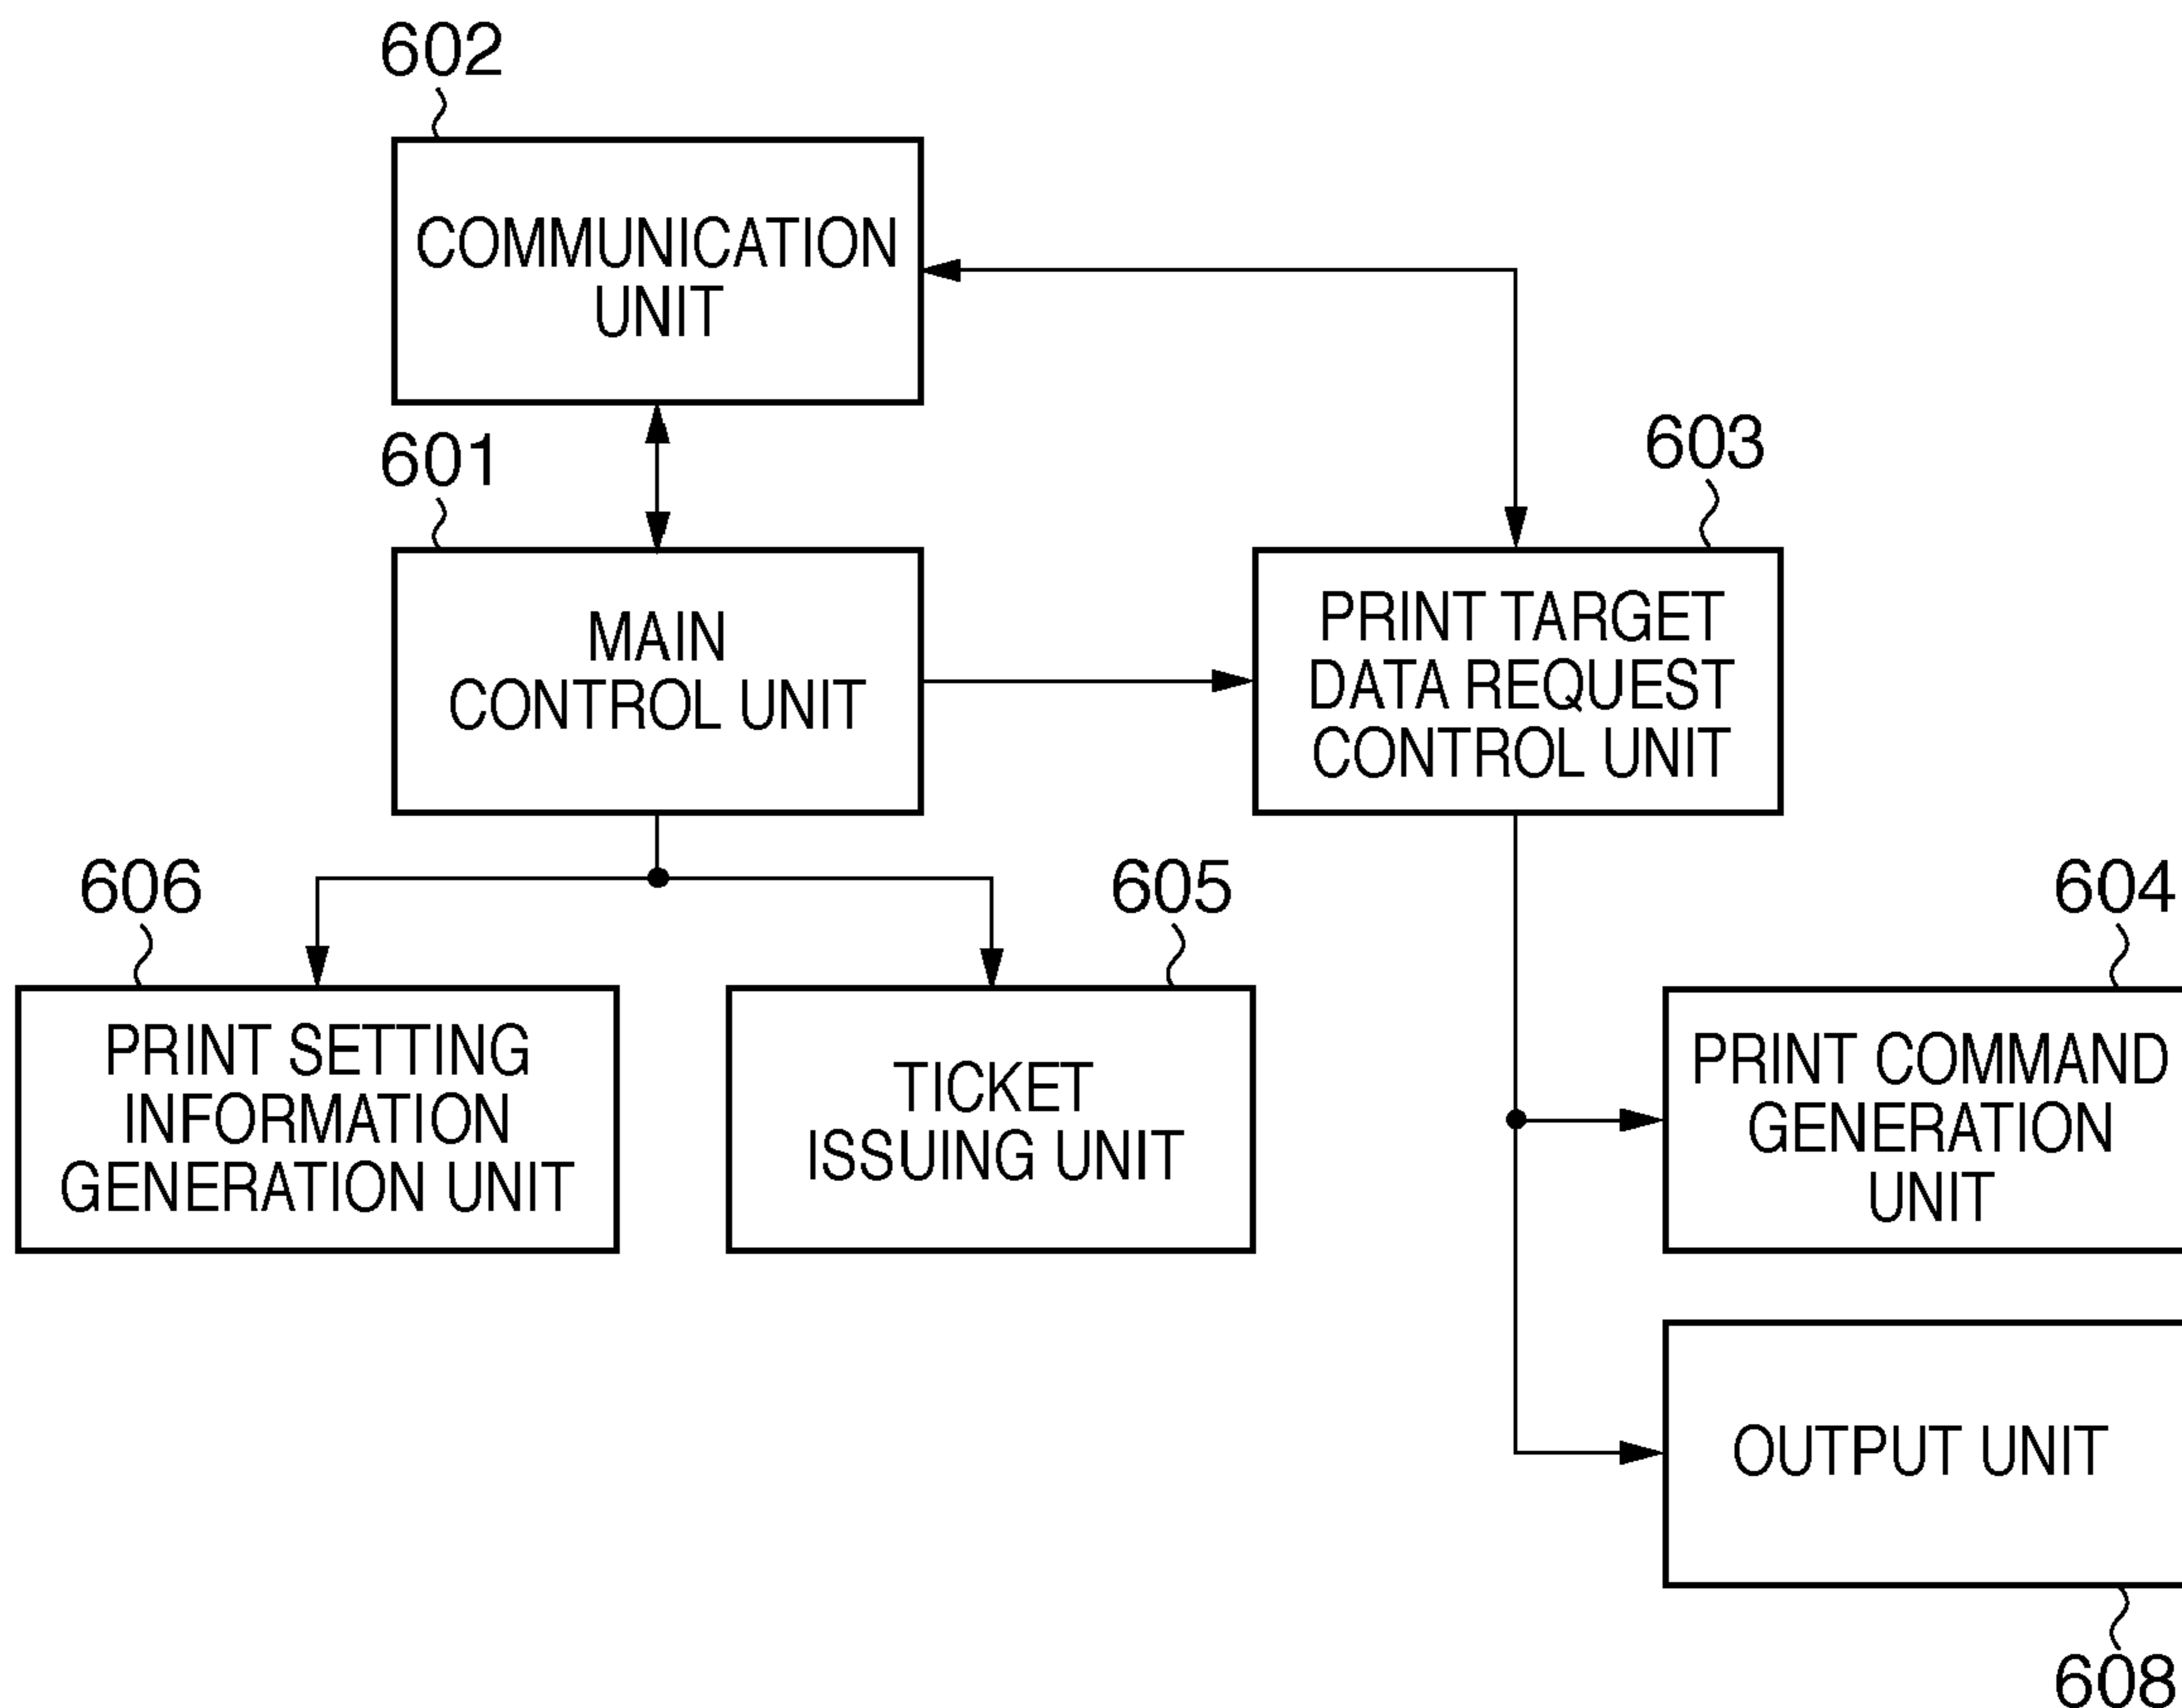 602
COMMUNICATION
UNIT
601
MAIN
CONTROL UNIT
603
PRINT TARGET
DATA REQUEST
CONTROL UNIT
606
PRINT SETTING
INFORMATION
GENERATION UNIT
605
TICKET
ISSUING UNIT
604
PRINT COMMAND
GENERATION
UNIT
OUTPUT UNIT
608